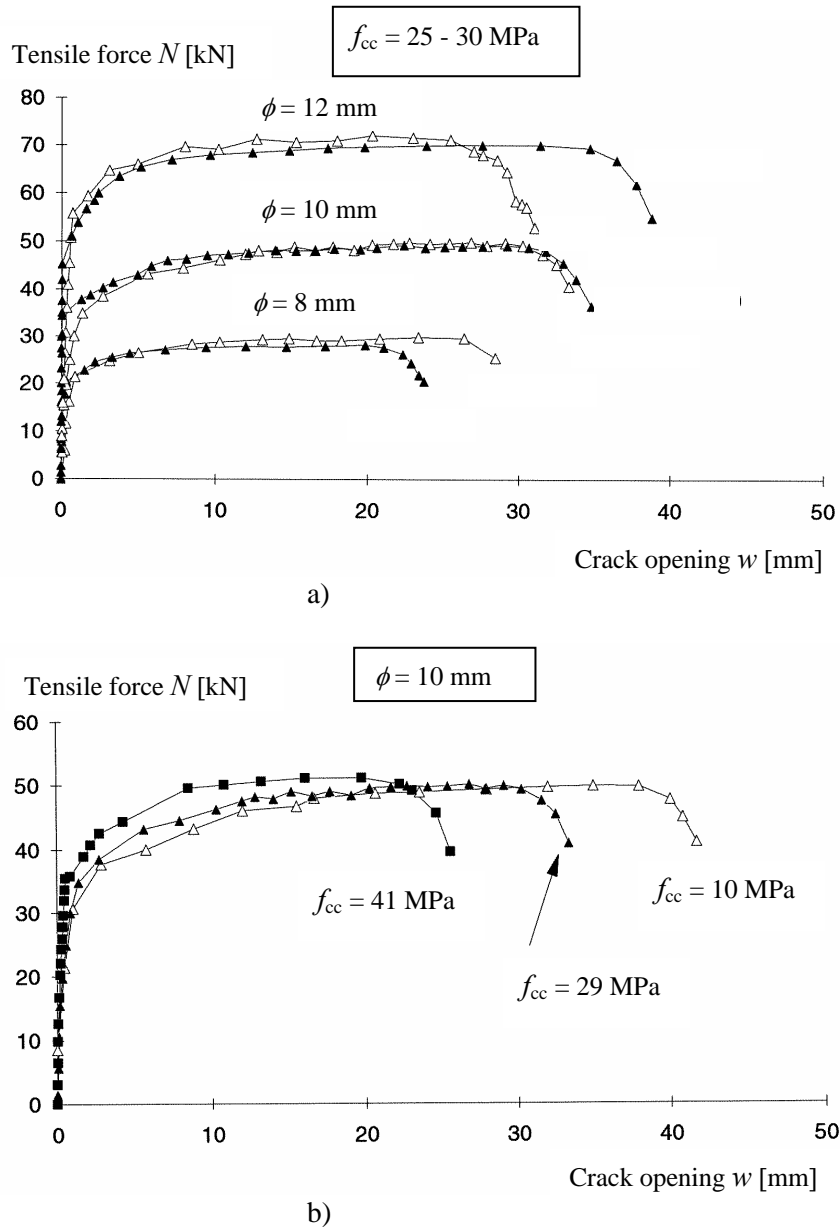 f_cc = 25 - 30 MPa
Tensile force N [kN]
80
ϕ = 12 mm
70
60
ϕ = 10 mm
50
40
ϕ = 8 mm
30
20
10
0
0 10 20 30 40 50
Crack opening w [mm]
a)
ϕ = 10 mm
Tensile force N [kN]
60
50
40
f_cc = 41 MPa
f_cc = 10 MPa
30
f_cc = 29 MPa
20
10
0
0 10 20 30 40 50
Crack opening w [mm]
b)